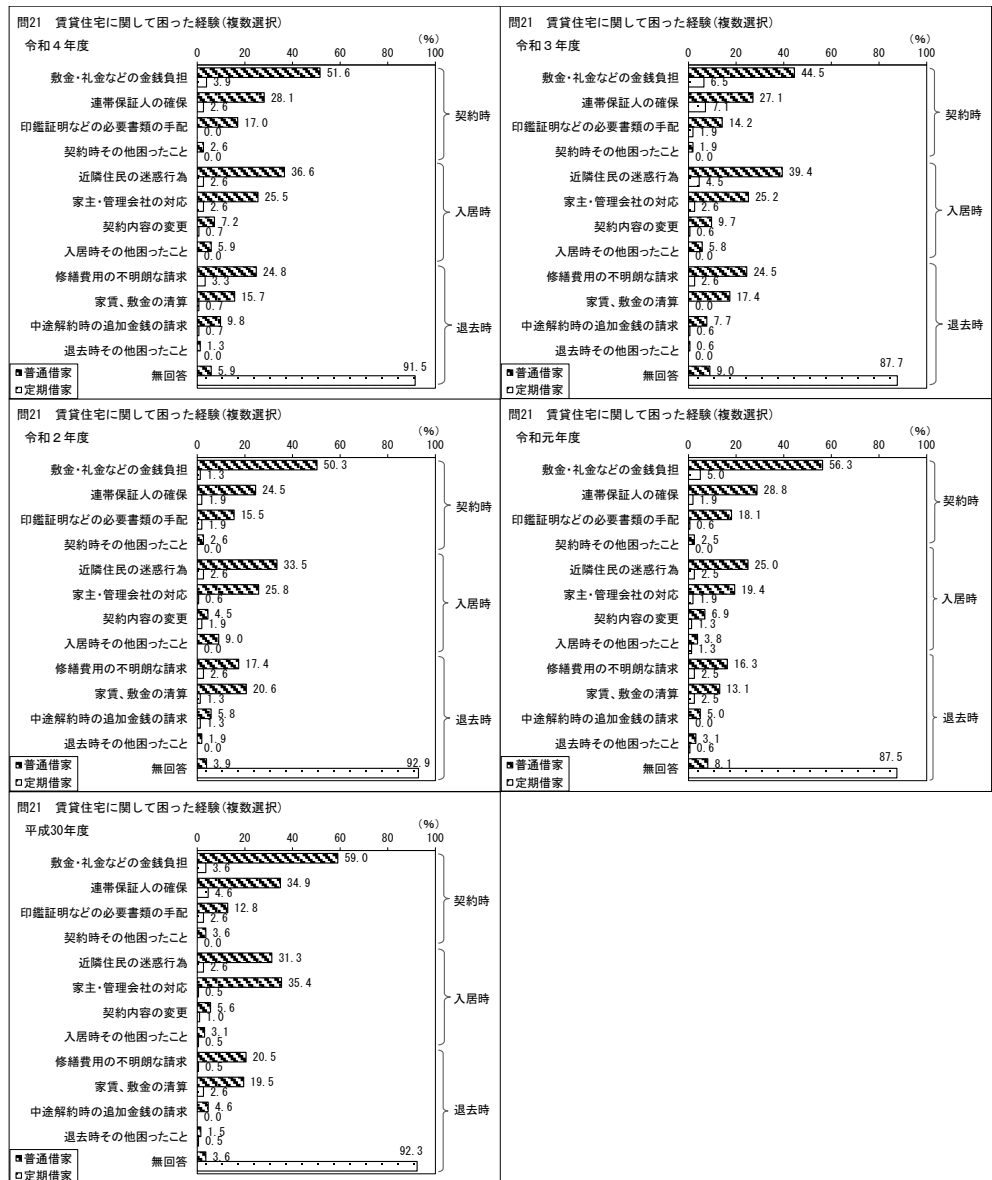 問21 賃貸住宅に関して困った経験(複数選択)
令和4年度
(%)
0 20 40 60 80 100
敷金・礼金などの金銭負担 51.6
3.9
連帯保証人の確保 28.1
2.6
印鑑証明などの必要書類の手配 17.0
0.0
契約時その他困ったこと 2.6
0.0
契約時
近隣住民の迷惑行為 36.6
2.6
家主・管理会社の対応 25.5
2.6
契約内容の変更 7.2
0.7
入居時その他困ったこと 5.9
0.0
入居時
修繕費用の不明朗な請求 24.8
3.3
家賃、敷金の清算 15.7
0.7
中途解約時の追加金銭の請求 9.8
0.7
退去時その他困ったこと 1.3
0.0
退去時
無回答 5.9
91.5
普通借家
定期借家
問21 賃貸住宅に関して困った経験(複数選択)
令和3年度
(%)
0 20 40 60 80 100
敷金・礼金などの金銭負担 44.5
6.5
連帯保証人の確保 27.1
7.1
印鑑証明などの必要書類の手配 14.2
1.9
契約時その他困ったこと 1.9
0.0
契約時
近隣住民の迷惑行為 39.4
4.5
家主・管理会社の対応 25.2
2.6
契約内容の変更 9.7
0.6
入居時その他困ったこと 5.8
0.0
入居時
修繕費用の不明朗な請求 24.5
2.6
家賃、敷金の清算 17.4
0.0
中途解約時の追加金銭の請求 7.7
0.6
退去時その他困ったこと 0.6
0.0
退去時
無回答 9.0
87.7
普通借家
定期借家
問21 賃貸住宅に関して困った経験(複数選択)
令和2年度
(%)
0 20 40 60 80 100
敷金・礼金などの金銭負担 50.3
1.3
連帯保証人の確保 24.5
1.9
印鑑証明などの必要書類の手配 15.5
1.9
契約時その他困ったこと 2.6
0.0
契約時
近隣住民の迷惑行為 33.5
2.6
家主・管理会社の対応 25.8
0.6
契約内容の変更 4.5
1.9
入居時その他困ったこと 9.0
0.0
入居時
修繕費用の不明朗な請求 17.4
2.6
家賃、敷金の清算 20.6
1.3
中途解約時の追加金銭の請求 5.8
1.3
退去時その他困ったこと 1.9
0.0
退去時
無回答 3.9
92.9
普通借家
定期借家
問21 賃貸住宅に関して困った経験(複数選択)
令和元年度
(%)
0 20 40 60 80 100
敷金・礼金などの金銭負担 56.3
5.0
連帯保証人の確保 28.8
1.9
印鑑証明などの必要書類の手配 18.1
0.6
契約時その他困ったこと 2.5
0.0
契約時
近隣住民の迷惑行為 25.0
2.5
家主・管理会社の対応 19.4
1.9
契約内容の変更 6.9
1.3
入居時その他困ったこと 3.8
1.3
入居時
修繕費用の不明朗な請求 16.3
2.5
家賃、敷金の清算 13.1
2.5
中途解約時の追加金銭の請求 5.0
0.0
退去時その他困ったこと 3.1
0.6
退去時
無回答 8.1
87.5
普通借家
定期借家
問21 賃貸住宅に関して困った経験(複数選択)
平成30年度
(%)
0 20 40 60 80 100
敷金・礼金などの金銭負担 59.0
3.6
連帯保証人の確保 34.9
4.6
印鑑証明などの必要書類の手配 12.8
2.6
契約時その他困ったこと 3.6
0.0
契約時
近隣住民の迷惑行為 31.3
2.6
家主・管理会社の対応 35.4
0.5
契約内容の変更 5.6
1.0
入居時その他困ったこと 3.1
0.5
入居時
修繕費用の不明朗な請求 20.5
0.5
家賃、敷金の清算 19.5
2.6
中途解約時の追加金銭の請求 4.6
0.0
退去時その他困ったこと 1.5
0.5
退去時
無回答 3.6
92.3
普通借家
定期借家